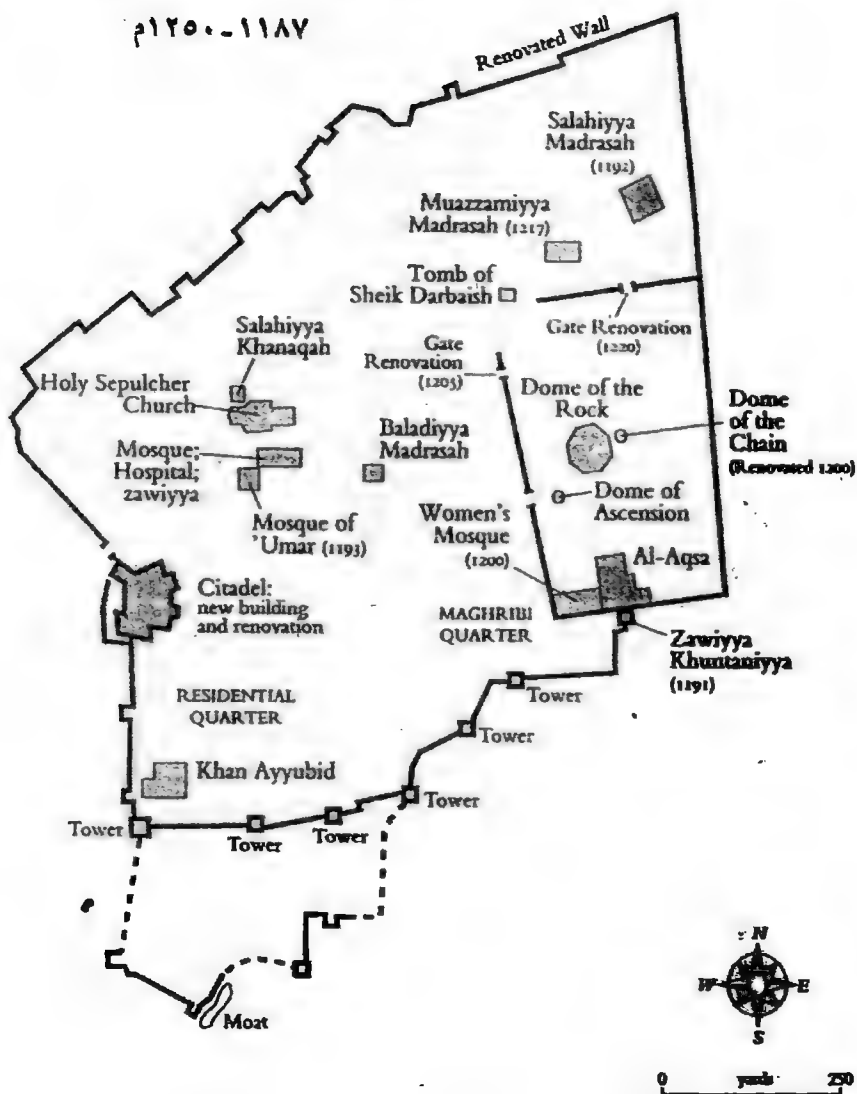 ١١٨٧-١٢٥٠م
Renovated Wall
Salahiyya
Madrasah
(1192)
Muazzamiyya
Madrasah (1217)
Tomb of
Sheik Darbaish
Gate Renovation
(1220)
Salahiyya
Khanaqah
Gate
Renovation
(1203)
Holy Sepulcher
Church
Dome of the
Rock
Dome
of the
Chain
(Renovated 1200)
Mosque;
Hospital;
zawiyya
Baladiyya
Madrasah
Mosque of
'Umar (1193)
Women's
Mosque
(1200)
Dome of
Ascension
Al-Aqsa
Citadel:
new building
and renovation
MAGHRIBI
QUARTER
Zawiyya
Khuntaniyya
(1191)
RESIDENTIAL
QUARTER
Tower
Tower
Khan Ayyubid
Tower
Tower
Tower
Tower
Moat
N
W
E
S
0 yards 250